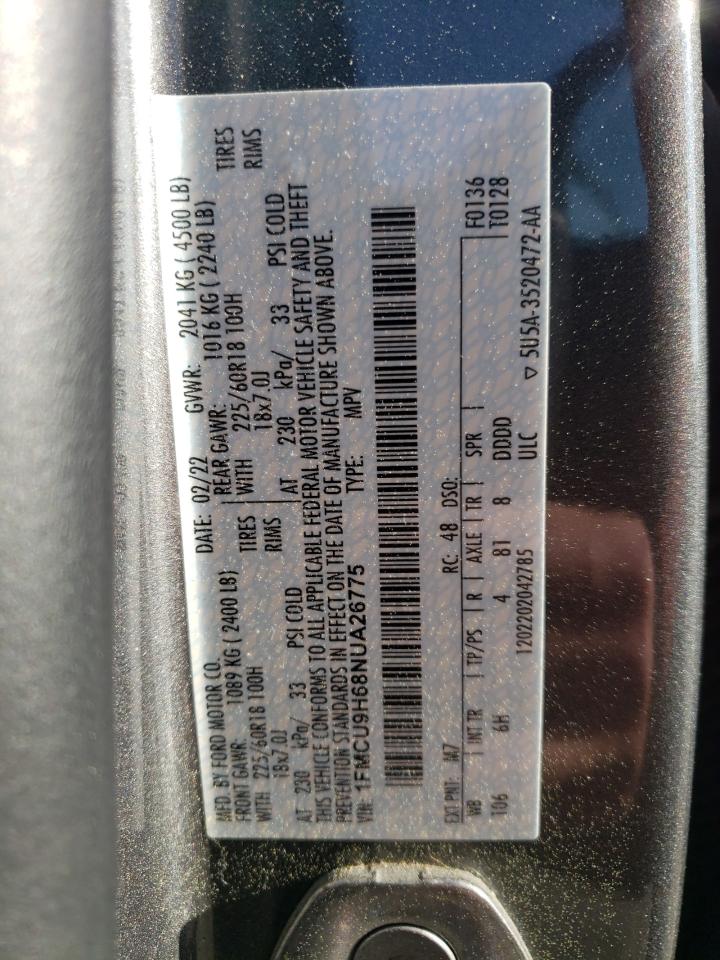 MFD. BY FORD MOTOR CO. DATE: 02/22 GVWR: 2041 KG ( 4500 LB)
FRONT GAWR: 1089 KG ( 2400 LB) REAR GAWR: 1016 KG ( 2240 LB)
WITH 225/60R18 100H TIRES WITH 225/60R18 100H TIRES
18x7.0J RIMS 18x7.0J RIMS
AT 230 kPa/ 33 PSI COLD AT 230 kPa/ 33 PSI COLD
THIS VEHICLE CONFORMS TO ALL APPLICABLE FEDERAL MOTOR VEHICLE SAFETY AND THEFT
PREVENTION STANDARDS IN EFFECT ON THE DATE OF MANUFACTURE SHOWN ABOVE.
VIN: 1FMCU9H68NUA26775 TYPE: MPV
EXT PNT: M7 RC: 48 DSO: F0136
WB INT TR TP/PS R AXLE TR SPR T0128
106 6H 4 81 8 DDDD
1202202042785 ULC ▽ 5U5A-3520472-AA